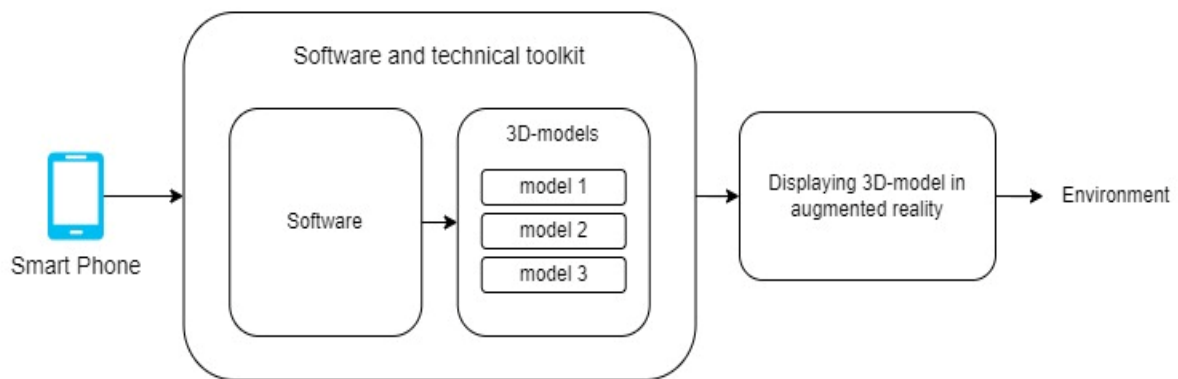 Software and technical toolkit
Smart Phone
Software
3D-models
model 1
model 2
model 3
Displaying 3D-model in
augmented reality
Environment